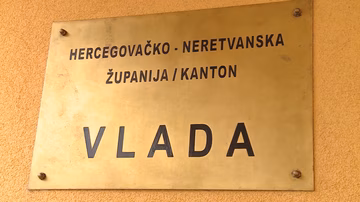 HERCEGOVAČKO - NERETVANSKA
ŽUPANIJA / KANTON
VLADA